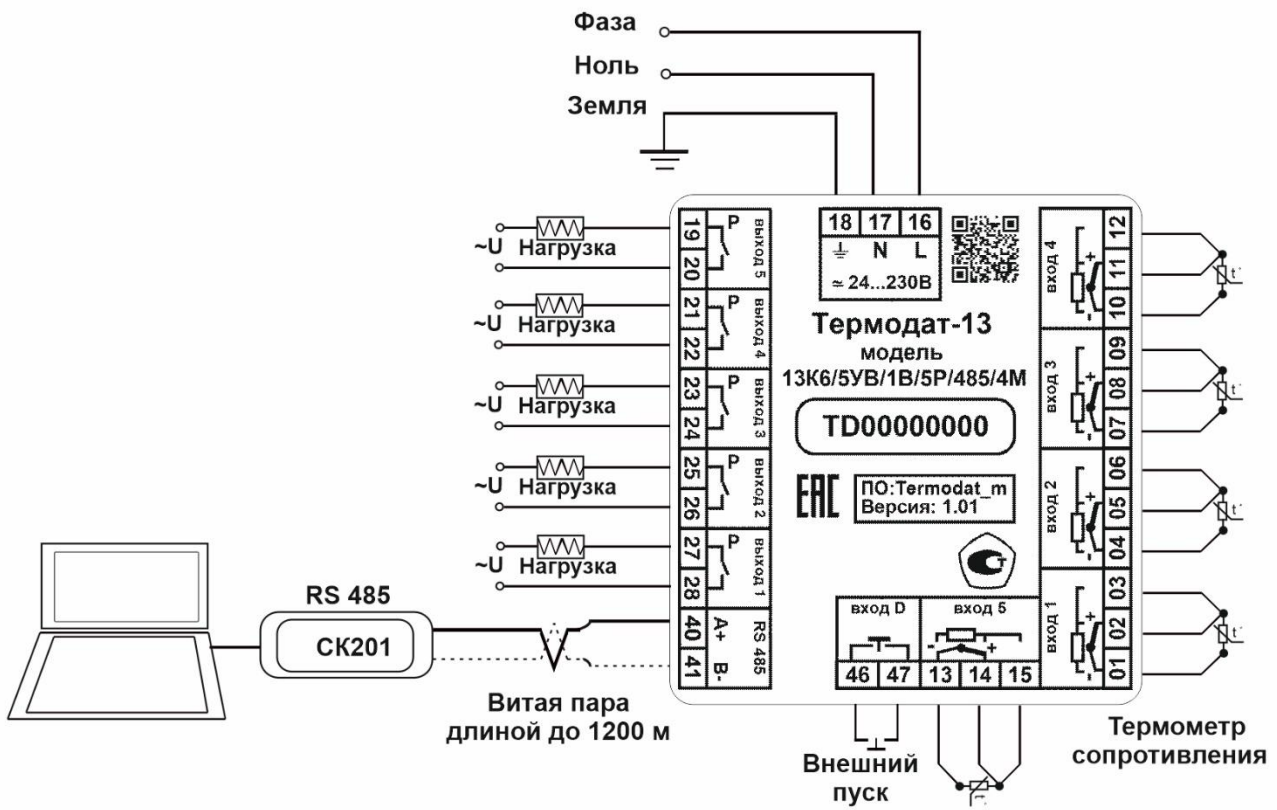 Фаза
Ноль
Земля
18 17 16
N L
≂ 24...230В
Термодат-13
модель
13К6/5УВ/1В/5Р/485/4М
TD00000000
ЕАС
ПО:Termodat_m
Версия: 1.01
СТ
19
20
Р
выход 5
~U Нагрузка
21
22
Р
выход 4
~U Нагрузка
23
24
Р
выход 3
~U Нагрузка
25
26
Р
выход 2
~U Нагрузка
27
28
Р
выход 1
~U Нагрузка
40
41
A+
B-
RS 485
RS 485
СК201
Витая пара
длиной до 1200 м
12
11
10
вход 4
+
-
t°
09
08
07
вход 3
+
-
t°
06
05
04
вход 2
+
-
t°
03
02
01
вход 1
+
-
t°
вход D
46 47
вход 5
- +
13 14 15
Внешний
пуск
t°
Термометр
сопротивления